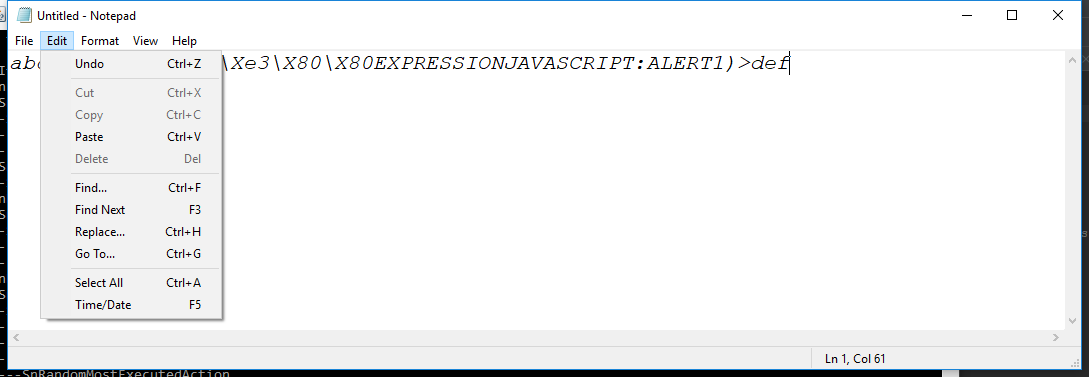 Untitled - Notepad
File Edit Format View Help
\Xe3\X80\X80EXPRESSIONJAVASCRIPT:ALERT1)>def
Undo Ctrl+Z
Cut Ctrl+X
Copy Ctrl+C
Paste Ctrl+V
Delete Del
Find... Ctrl+F
Find Next F3
Replace... Ctrl+H
Go To... Ctrl+G
Select All Ctrl+A
Time/Date F5
Ln 1, Col 61
---SnRandomMostExecutedAction